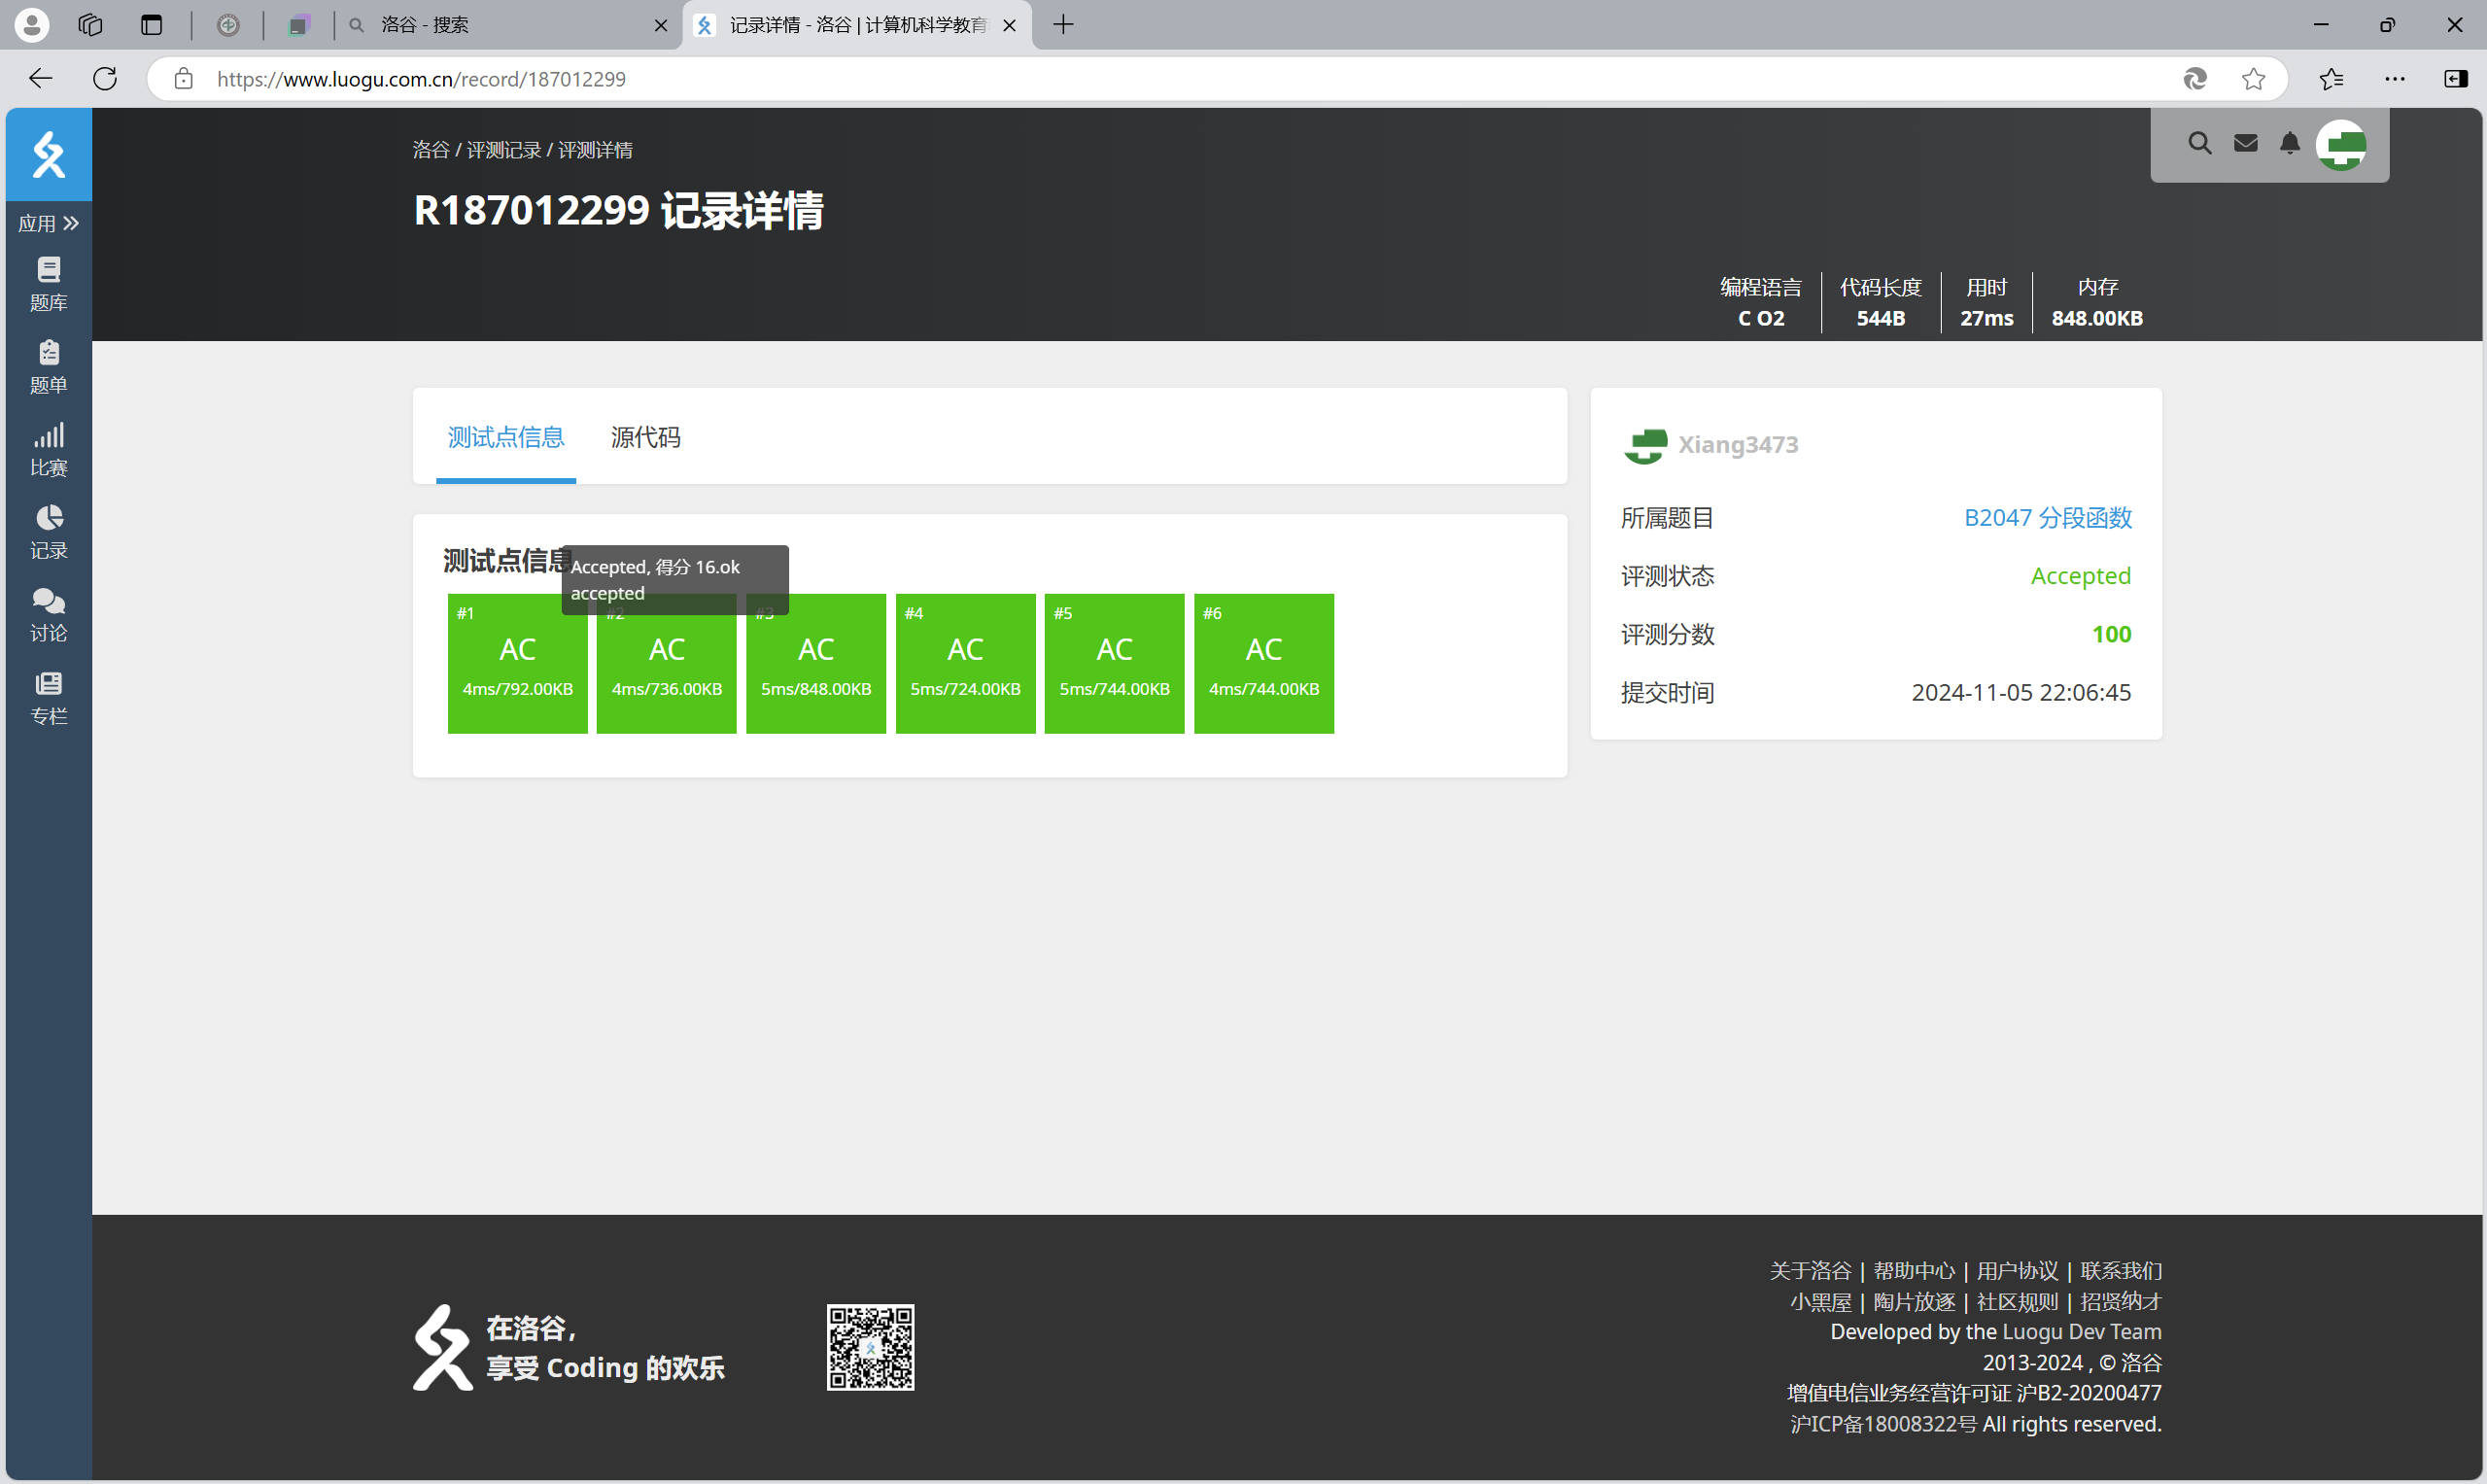 洛谷 - 搜索
记录详情 - 洛谷 | 计算机科学教育
https://www.luogu.com.cn/record/187012299
应用
题库
题单
比赛
记录
讨论
专栏
洛谷 / 评测记录 / 评测详情
R187012299 记录详情
编程语言 代码长度 用时 内存
C O2 544B 27ms 848.00KB
测试点信息 源代码
测试点信息
Accepted, 得分 16.ok
accepted
#1 #2 #3 #4 #5 #6
AC AC AC AC AC AC
4ms/792.00KB 4ms/736.00KB 5ms/848.00KB 5ms/724.00KB 5ms/744.00KB 4ms/744.00KB
Xiang3473
所属题目 B2047 分段函数
评测状态 Accepted
评测分数 100
提交时间 2024-11-05 22:06:45
在洛谷,
享受 Coding 的欢乐
关于洛谷 | 帮助中心 | 用户协议 | 联系我们
小黑屋 | 陶片放逐 | 社区规则 | 招贤纳才
Developed by the Luogu Dev Team
2013-2024 , © 洛谷
增值电信业务经营许可证 沪B2-20200477
沪ICP备18008322号 All rights reserved.